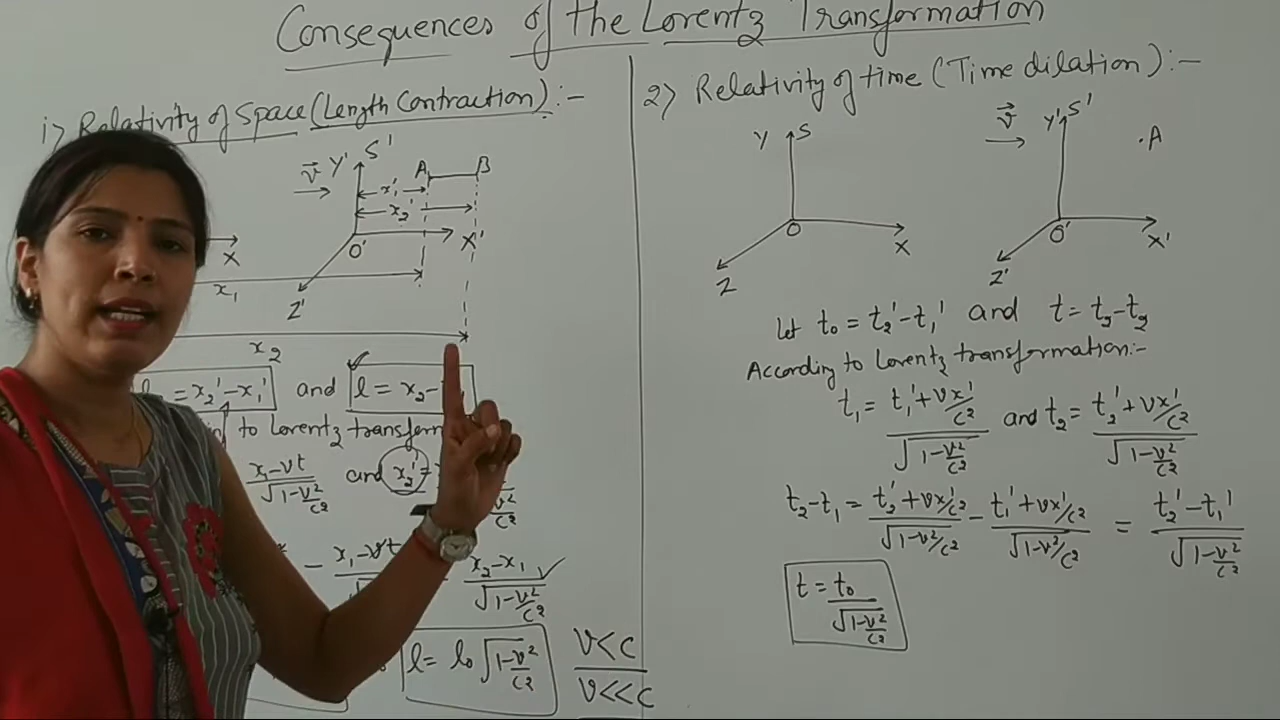 Consequences of the Lorentz Transformation
i) Relativity of Space (Length Contraction) :-
S'
Y'
v⃗
A B
x₁'
x₂'
X
O'
X'
x₁
Z'
x₂
= x₂'-x₁' and l = x₂-
to Lorentz transform
x₁-vt/√(1-v²/c²) and x₂' =
- x₁-vt x₂-x₁/√(1-v²/c²) ✓
l = l₀ √(1-v²/c²)
v<c
v<<c
2) Relativity of time (Time dilation) :-
Y S
O
X
Z
v⃗
Y' S'
.A
O'
X'
Z'
let t₀ = t₂'-t₁' and t = t₂-t₂
According to Lorentz transformation:-
t₁ = (t₁'+vx'/c²)/√(1-v²/c²) and t₂ = (t₂'+vx'/c²)/√(1-v²/c²)
t₂-t₁ = (t₂'+vx'/c²)/√(1-v²/c²) - (t₁'+vx'/c²)/√(1-v²/c²) = (t₂'-t₁')/√(1-v²/c²)
t = t₀/√(1-v²/c²)